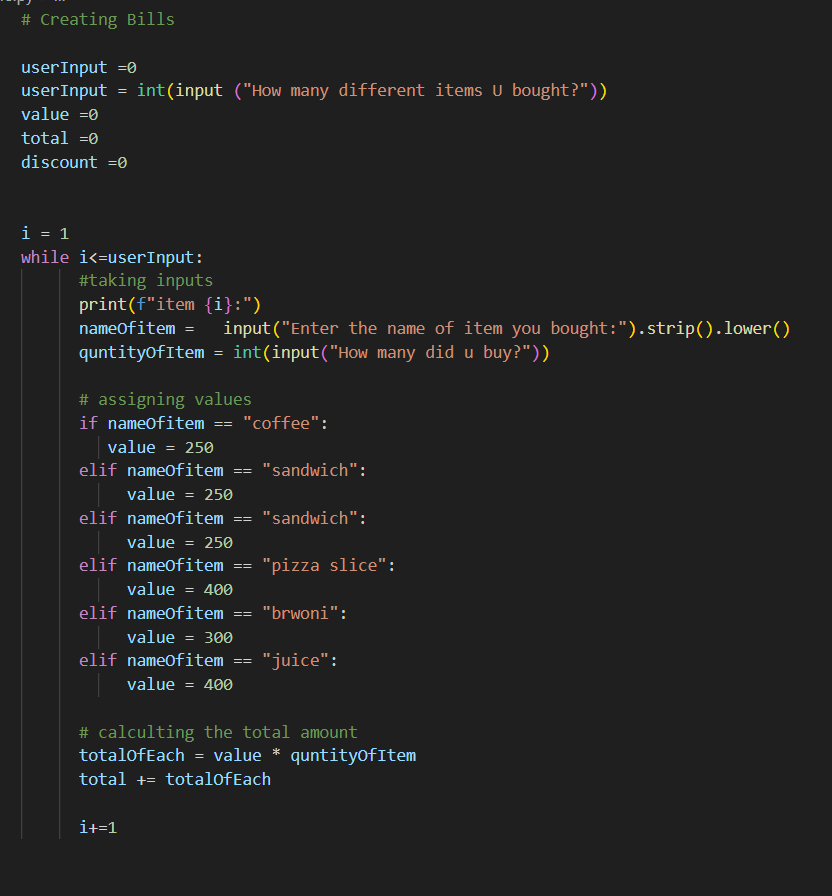 # Creating Bills
userInput =0
userInput = int(input ("How many different items U bought?"))
value =0
total =0
discount =0
i = 1
while i<=userInput:
#taking inputs
print(f"item {i}:")
nameOfitem =   input("Enter the name of item you bought:").strip().lower()
quntityOfItem = int(input("How many did u buy?"))
# assigning values
if nameOfitem == "coffee":
value = 250
elif nameOfitem == "sandwich":
value = 250
elif nameOfitem == "sandwich":
value = 250
elif nameOfitem == "pizza slice":
value = 400
elif nameOfitem == "brwoni":
value = 300
elif nameOfitem == "juice":
value = 400
# calculting the total amount
totalOfEach = value * quntityOfItem
total += totalOfEach
i+=1